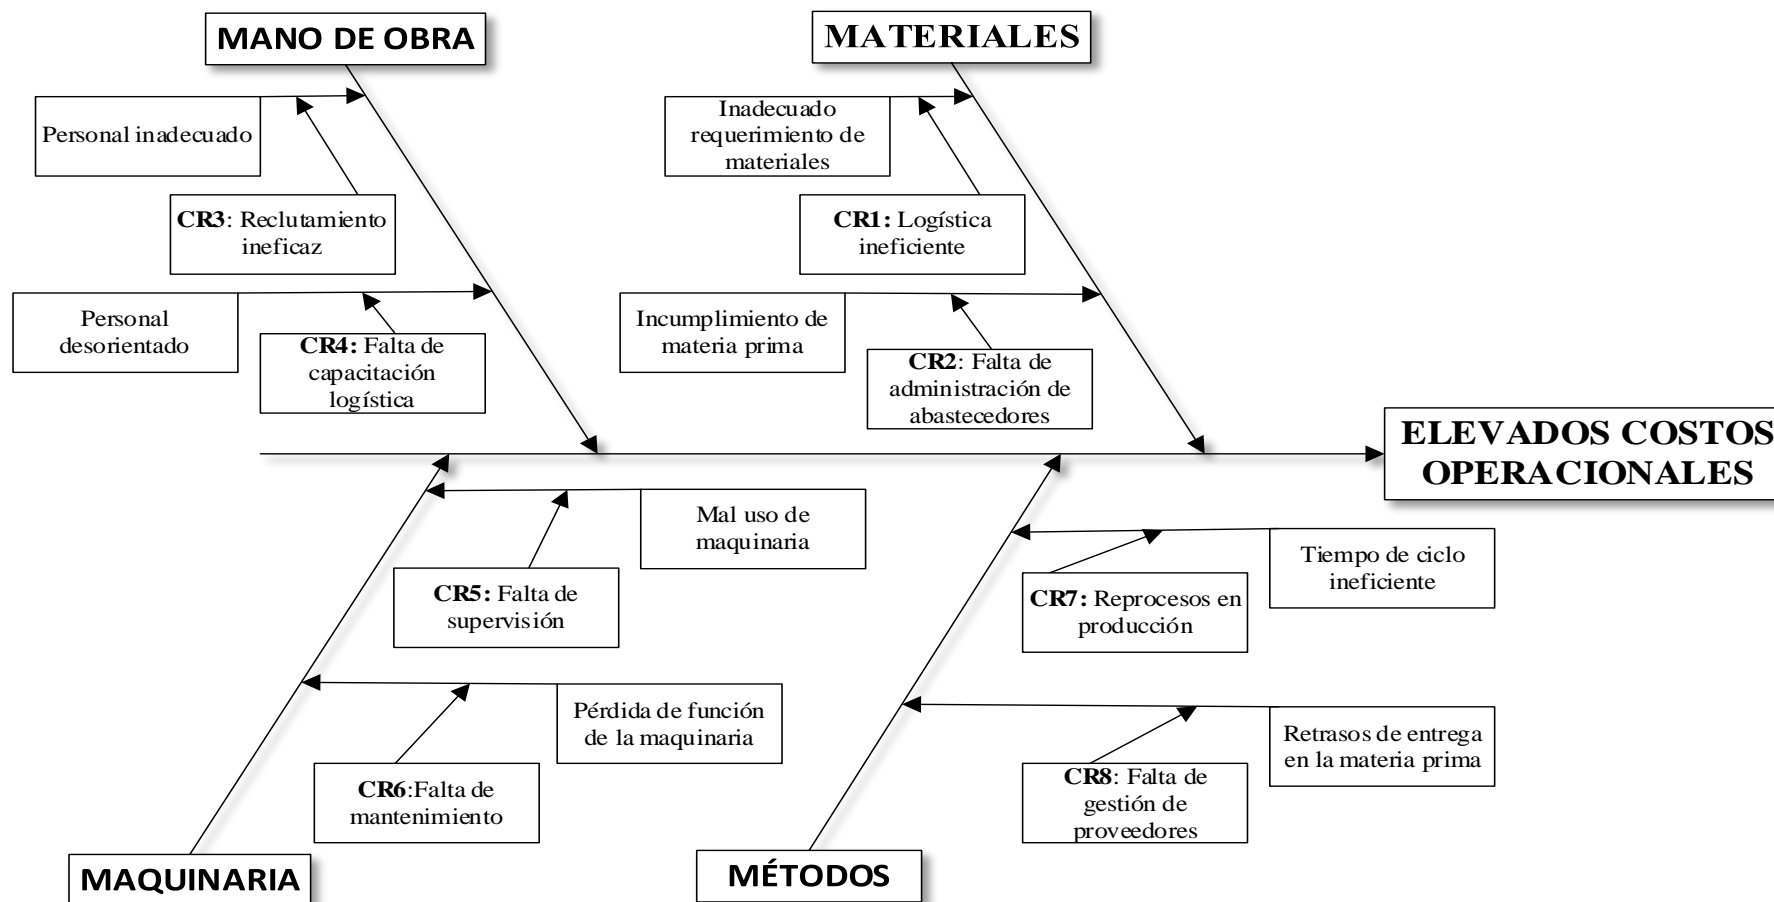 MANO DE OBRA
MATERIALES
Personal inadecuado
Inadecuado
requerimiento de
materiales
CR3: Reclutamiento
ineficaz
CR1: Logística
ineficiente
Personal
desorientado
CR4: Falta de
capacitación
logística
Incumplimiento de
materia prima
CR2: Falta de
administración de
abastecedores
ELEVADOS COSTOS
OPERACIONALES
Mal uso de
maquinaria
Tiempo de ciclo
ineficiente
CR5: Falta de
supervisión
CR7: Reprocesos en
producción
Pérdida de función
de la maquinaria
Retrasos de entrega
en la materia prima
CR6:Falta de
mantenimiento
CR8: Falta de
gestión de
proveedores
MAQUINARIA
MÉTODOS